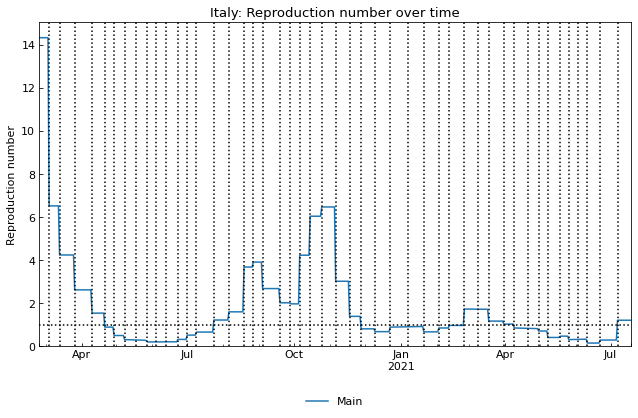 Italy: Reproduction number over time
Reproduction number
14
12
10
8
6
4
2
0
Apr
Jul
Oct
Jan
2021
Apr
Jul
Main